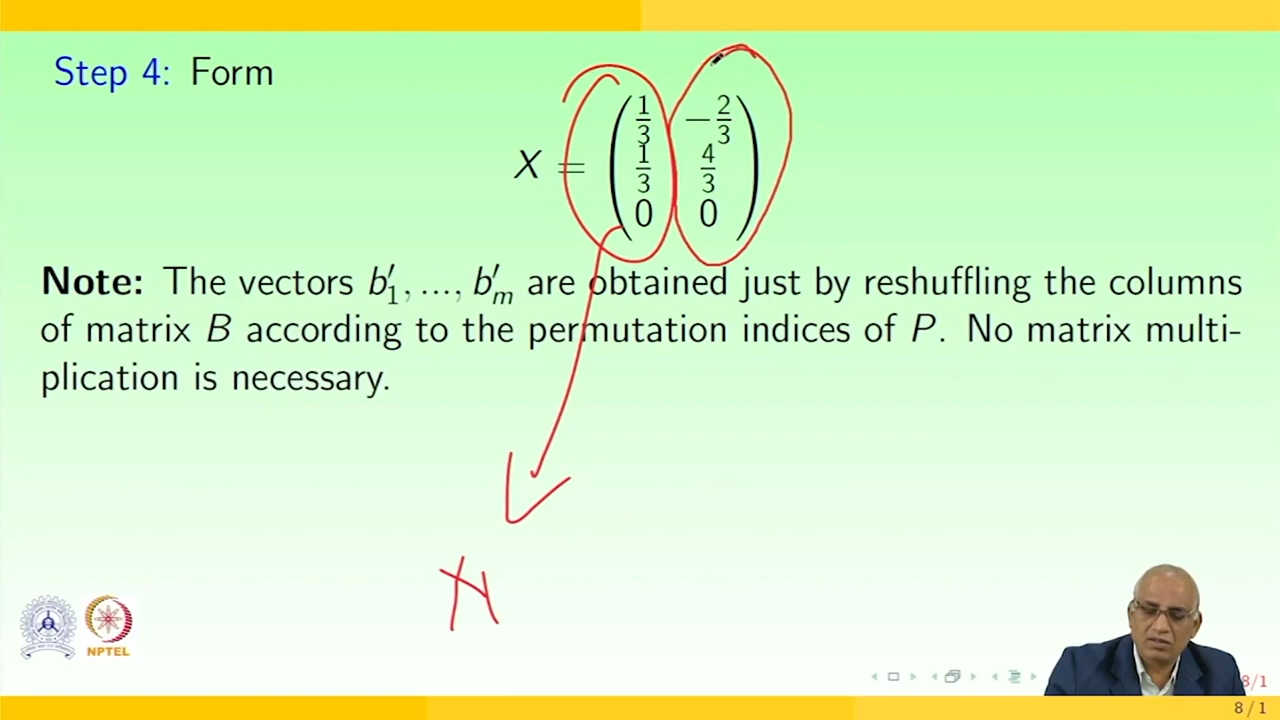 Step 4: Form
X = ( 1/3 -2/3
1/3 4/3
0 0 )
Note: The vectors b′₁, ..., b′ₘ are obtained just by reshuffling the columns
of matrix B according to the permutation indices of P. No matrix multi-
plication is necessary.
NPTEL
8/1
8 / 1